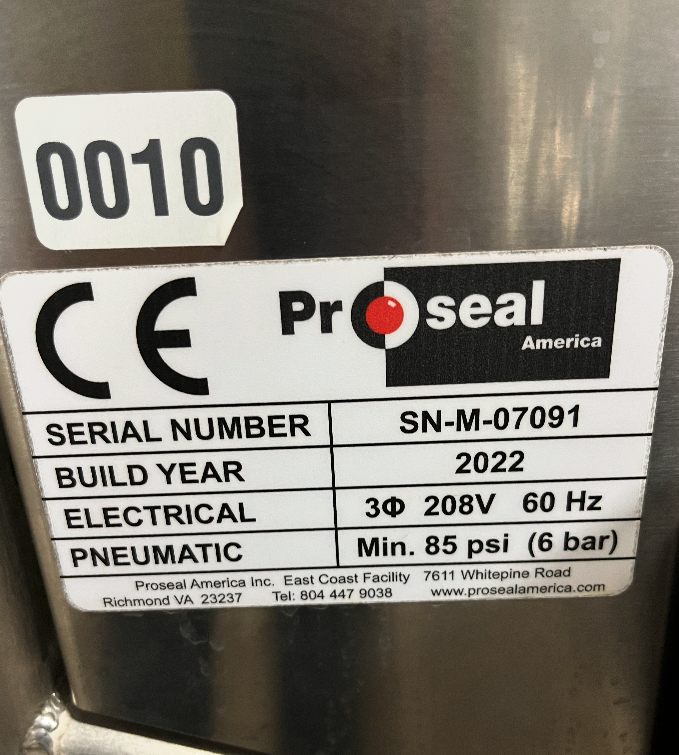 0010
CE Proseal
America
SERIAL NUMBER SN-M-07091
BUILD YEAR 2022
ELECTRICAL 3Φ 208V 60 Hz
PNEUMATIC Min. 85 psi (6 bar)
Proseal America Inc. East Coast Facility 7611 Whitepine Road
Richmond VA 23237 Tel: 804 447 9038 www.prosealamerica.com